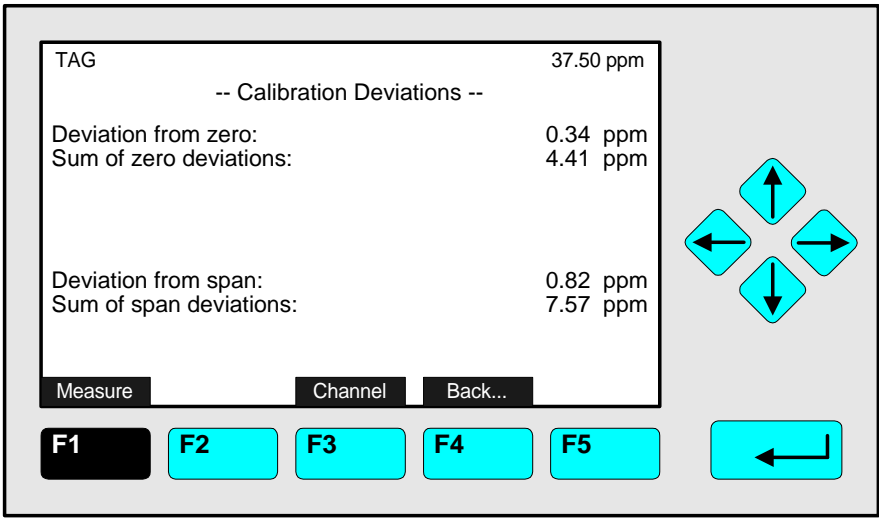 TAG 37.50 ppm
-- Calibration Deviations --
Deviation from zero: 0.34 ppm
Sum of zero deviations: 4.41 ppm
Deviation from span: 0.82 ppm
Sum of span deviations: 7.57 ppm
Measure Channel Back...
F1 F2 F3 F4 F5